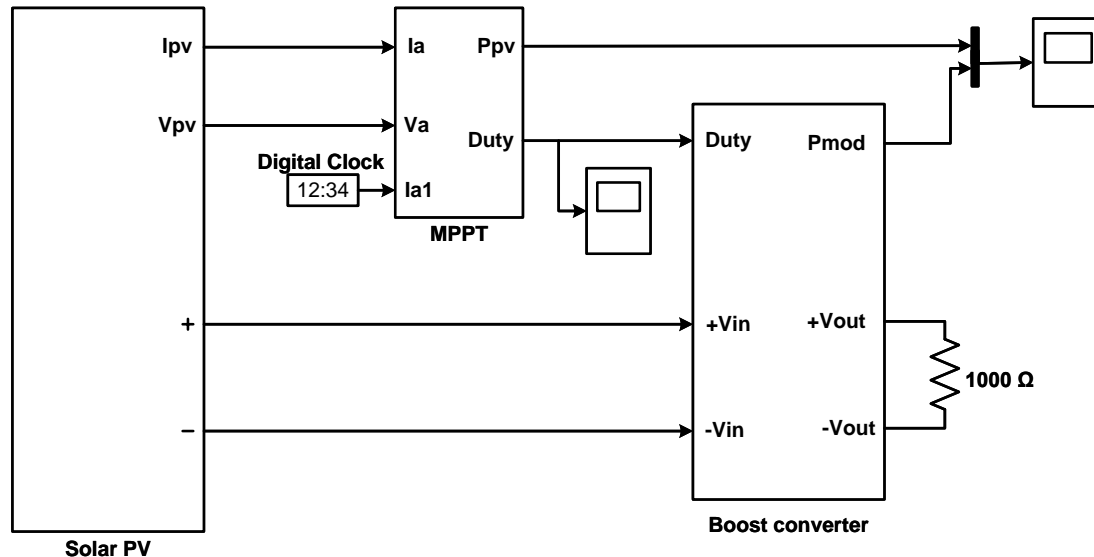 Ipv
Ia
Ppv
Vpv
Va
Duty
Duty
Pmod
Digital Clock
12:34
Ia1
MPPT
+
+Vin
+Vout
1000 Ω
−
-Vin
-Vout
Boost converter
Solar PV